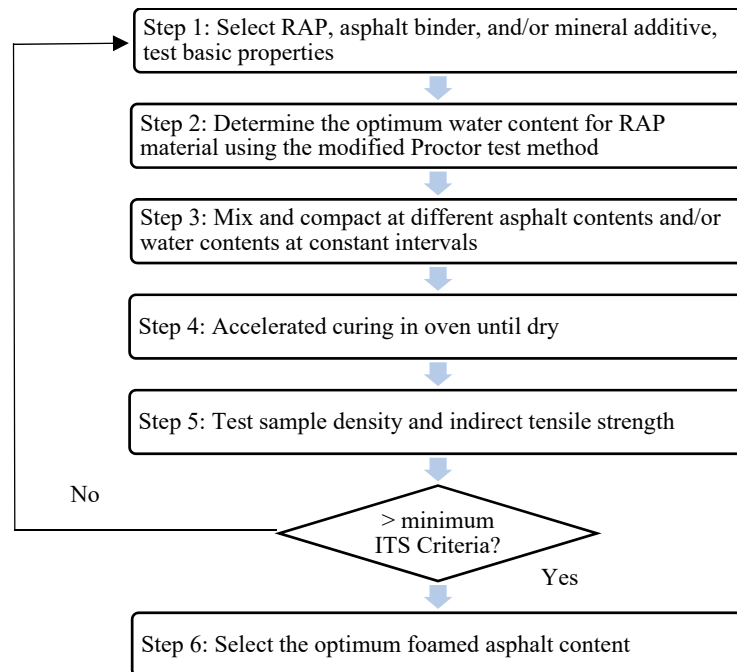 Step 1: Select RAP, asphalt binder, and/or mineral additive,
test basic properties
Step 2: Determine the optimum water content for RAP
material using the modified Proctor test method
Step 3: Mix and compact at different asphalt contents and/or
water contents at constant intervals
Step 4: Accelerated curing in oven until dry
Step 5: Test sample density and indirect tensile strength
No
> minimum
ITS Criteria?
Yes
Step 6: Select the optimum foamed asphalt content